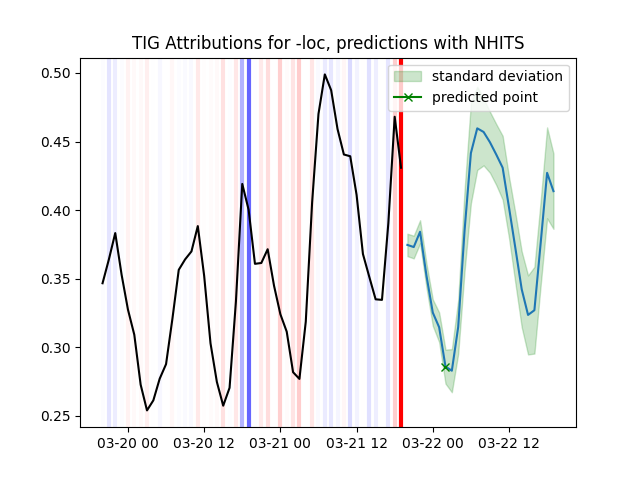 TIG Attributions for -loc, predictions with NHITS
standard deviation
predicted point
0.50
0.45
0.40
0.35
0.30
0.25
03-20 00 03-20 12 03-21 00 03-21 12 03-22 00 03-22 12